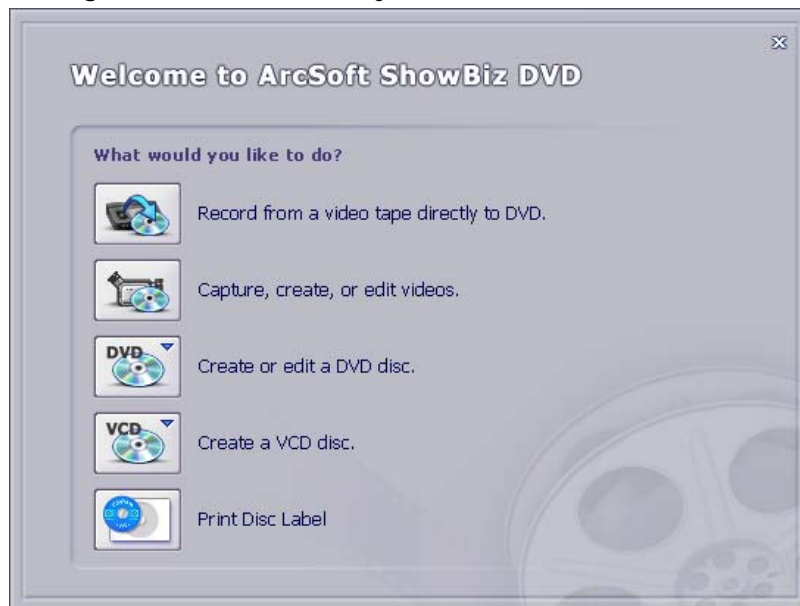 Welcome to ArcSoft ShowBiz DVD
What would you like to do?
Record from a video tape directly to DVD.
Capture, create, or edit videos.
DVD
Create or edit a DVD disc.
VCD
Create a VCD disc.
Print Disc Label